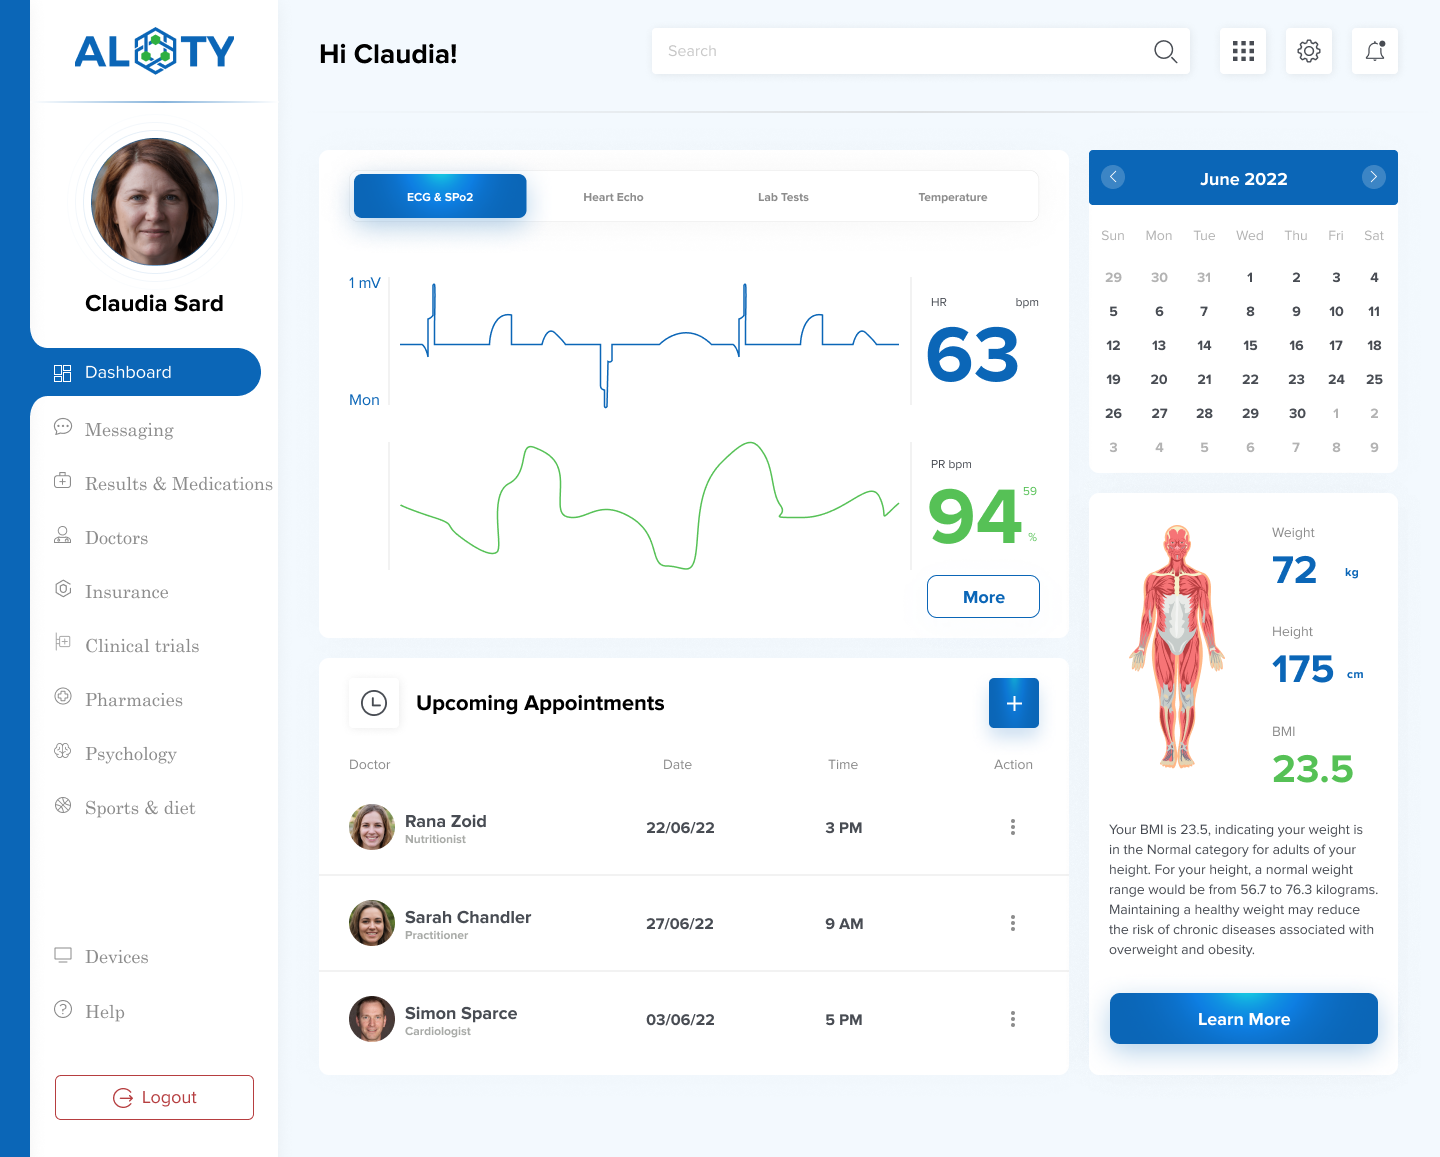 ALOTY
Claudia Sard
Dashboard
Messaging
Results & Medications
Doctors
Insurance
Clinical trials
Pharmacies
Psychology
Sports & diet
Devices
Help
Logout
Hi Claudia!
Search
ECG & SPo2
Heart Echo
Lab Tests
Temperature
1 mV
Mon
HR bpm
63
PR bpm
94 59
%
More
Upcoming Appointments
+
Doctor Date Time Action
Rana Zoid
Nutritionist
22/06/22 3 PM
Sarah Chandler
Practitioner
27/06/22 9 AM
Simon Sparce
Cardiologist
03/06/22 5 PM
June 2022
Sun Mon Tue Wed Thu Fri Sat
29 30 31 1 2 3 4
5 6 7 8 9 10 11
12 13 14 15 16 17 18
19 20 21 22 23 24 25
26 27 28 29 30 1 2
3 4 5 6 7 8 9
Weight
72 kg
Height
175 cm
BMI
23.5
Your BMI is 23.5, indicating your weight is
in the Normal category for adults of your
height. For your height, a normal weight
range would be from 56.7 to 76.3 kilograms.
Maintaining a healthy weight may reduce
the risk of chronic diseases associated with
overweight and obesity.
Learn More